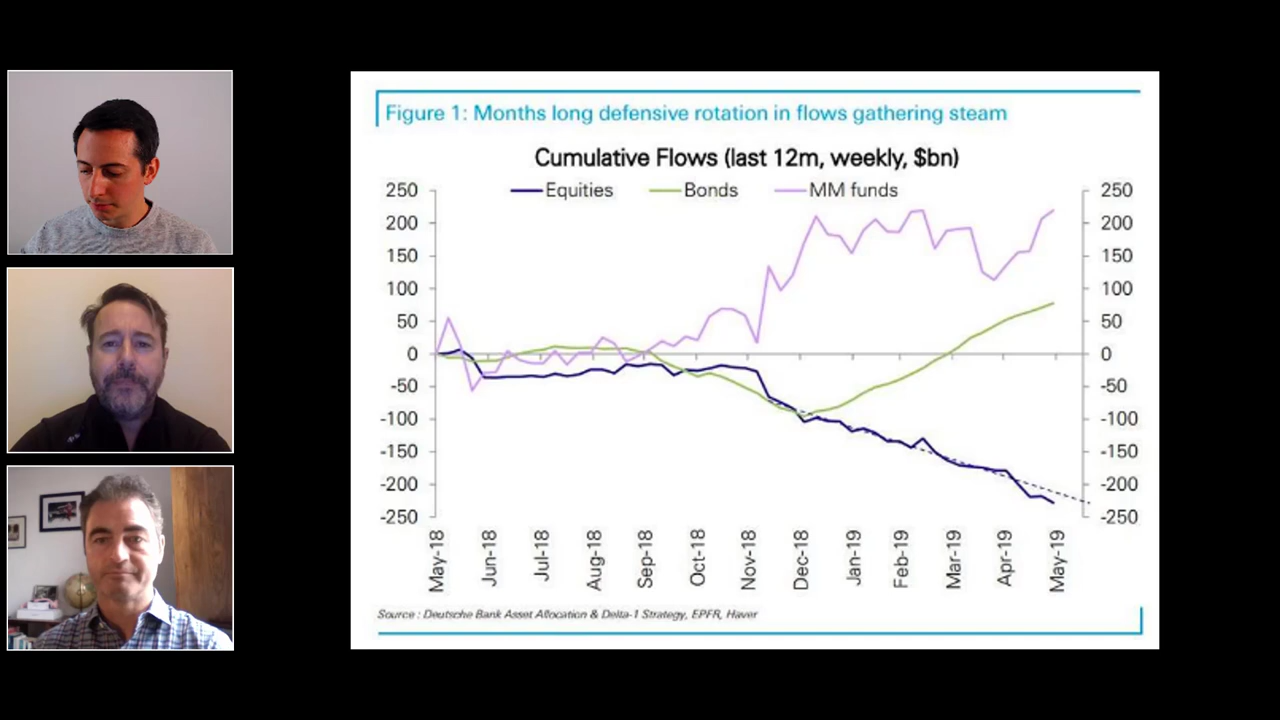 Figure 1: Months long defensive rotation in flows gathering steam
Cumulative Flows (last 12m, weekly, $bn)
Equities Bonds MM funds
250 250
200 200
150 150
100 100
50 50
0 0
-50 -50
-100 -100
-150 -150
-200 -200
-250 -250
May-18 Jun-18 Jul-18 Aug-18 Sep-18 Oct-18 Nov-18 Dec-18 Jan-19 Feb-19 Mar-19 Apr-19 May-19
Source : Deutsche Bank Asset Allocation & Delta-1 Strategy, EPFR, Haver